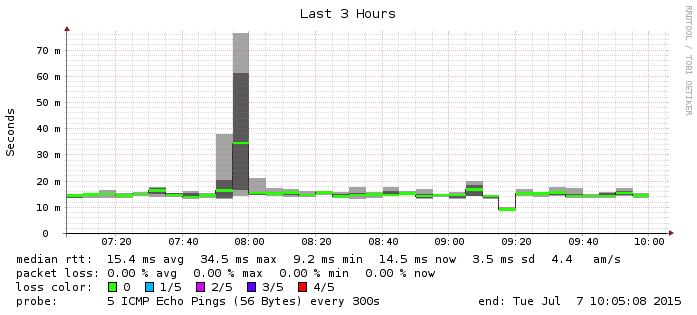 Last 3 Hours
RRDTOOL / TOBI OETIKER
Seconds
70 m
60 m
50 m
40 m
30 m
20 m
10 m
0
07:20 07:40 08:00 08:20 08:40 09:00 09:20 09:40 10:00
median rtt: 15.4 ms avg 34.5 ms max 9.2 ms min 14.5 ms now 3.5 ms sd 4.4 am/s
packet loss: 0.00 % avg 0.00 % max 0.00 % min 0.00 % now
loss color: 0 1/5 2/5 3/5 4/5
probe: 5 ICMP Echo Pings (56 Bytes) every 300s end: Tue Jul 7 10:05:08 2015